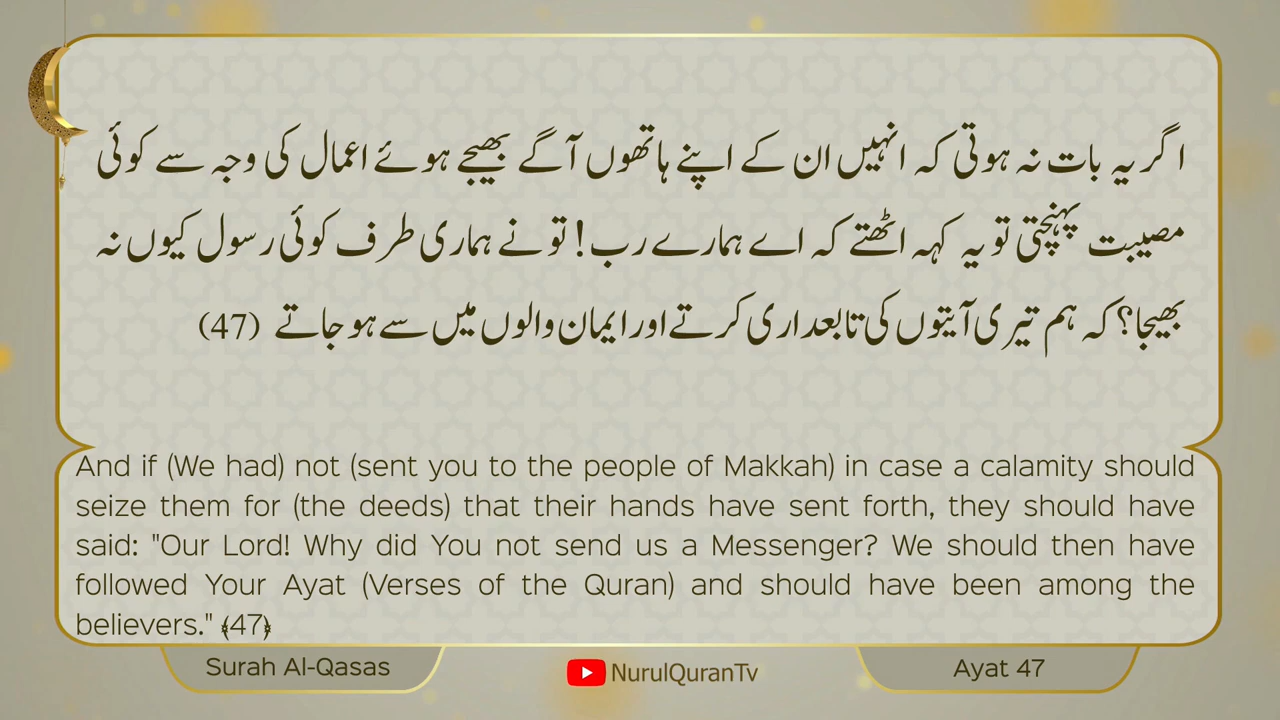 اگر یہ بات نہ ہوتی کہ انہیں ان کے اپنے ہاتھوں آگے بھیجے ہوئے اعمال کی وجہ سے کوئی
مصیبت پہنچتی تو یہ کہہ اٹھتے کہ اے ہمارے رب! تو نے ہماری طرف کوئی رسول کیوں نہ
بھیجا؟ کہ ہم تیری آیتوں کی تابعداری کرتے اور ایمان والوں میں سے ہو جاتے (47)
And if (We had) not (sent you to the people of Makkah) in case a calamity should
seize them for (the deeds) that their hands have sent forth, they should have
said: "Our Lord! Why did You not send us a Messenger? We should then have
followed Your Ayat (Verses of the Quran) and should have been among the
believers." ﴾47﴿
Surah Al-Qasas
NurulQuranTv
Ayat 47